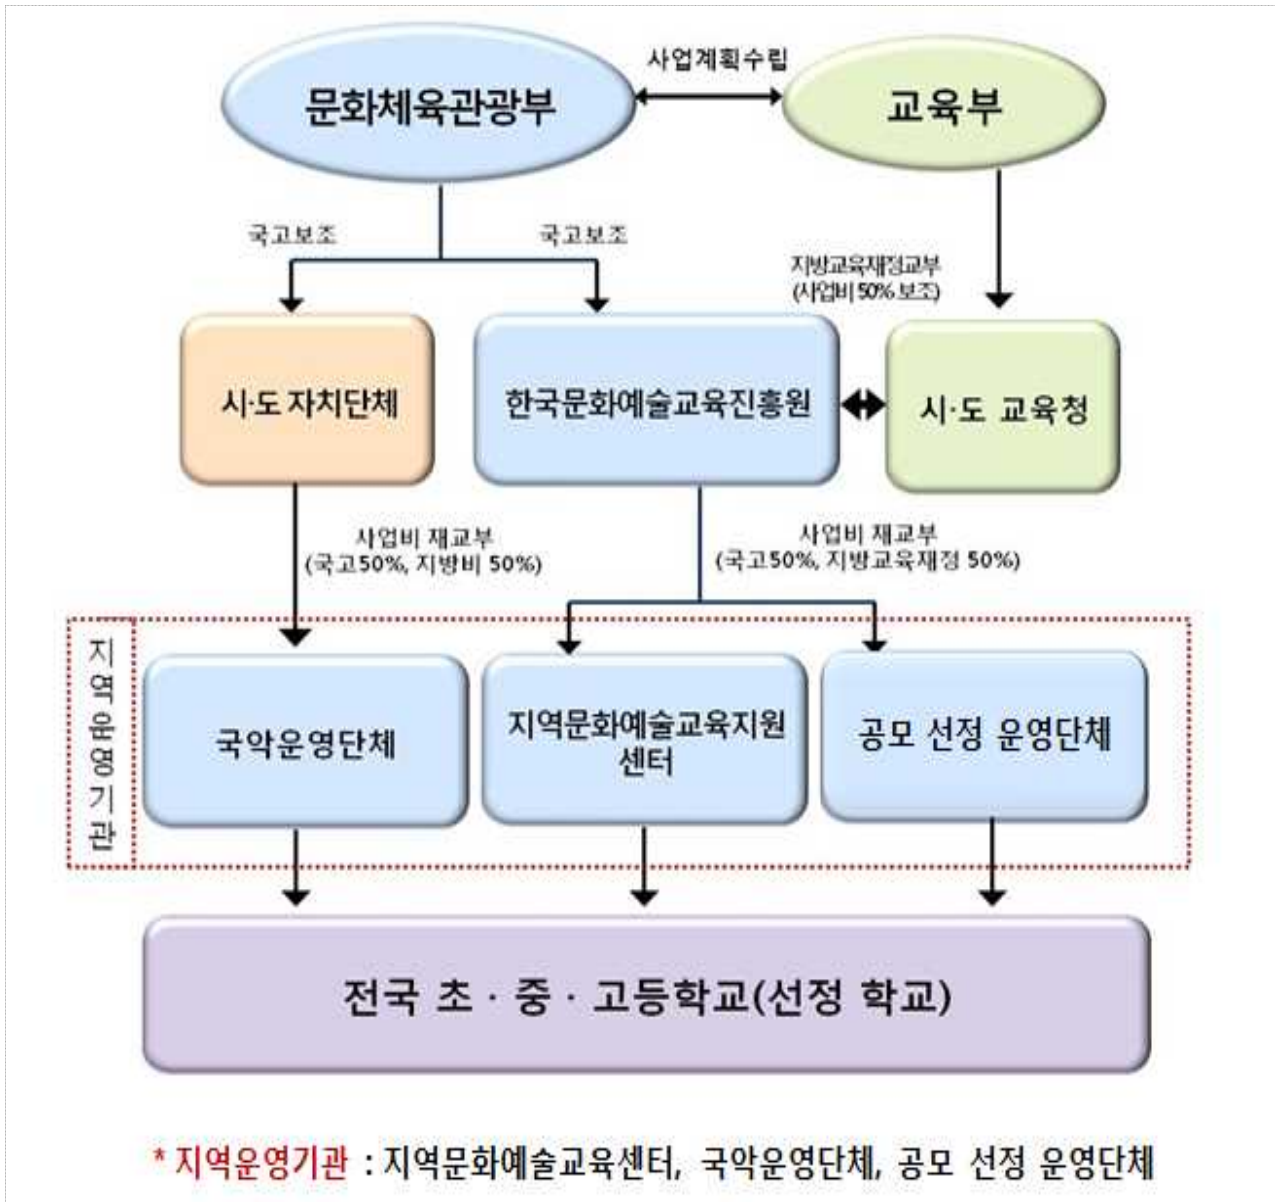 사업계획수립
문화체육관광부
교육부
국고보조
국고보조
지방교육재정교부
(사업비 50% 보조)
시·도 자치단체
한국문화예술교육진흥원
시·도 교육청
사업비 재교부
(국고50%, 지방비 50%)
사업비 재교부
(국고50%, 지방교육재정 50%)
지
역
운
영
기
관
국악운영단체
지역문화예술교육지원
센터
공모 선정 운영단체
전국 초 · 중 · 고등학교(선정 학교)
* 지역운영기관 : 지역문화예술교육센터, 국악운영단체, 공모 선정 운영단체